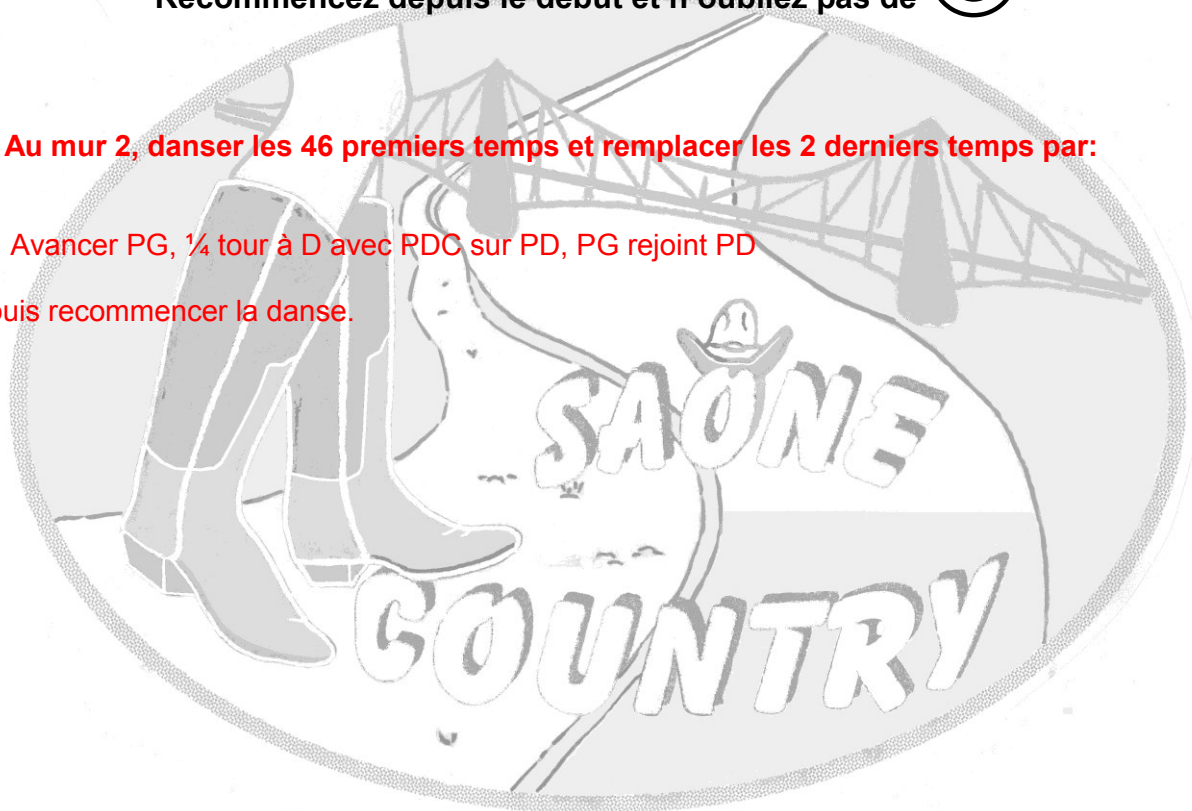 Recommencez depuis le début et n'oubliez pas de
Au mur 2, danser les 46 premiers temps et remplacer les 2 derniers temps par:
Avancer PG, ¼ tour à D avec PDC sur PD, PG rejoint PD
puis recommencer la danse.
SAONE
COUNTRY